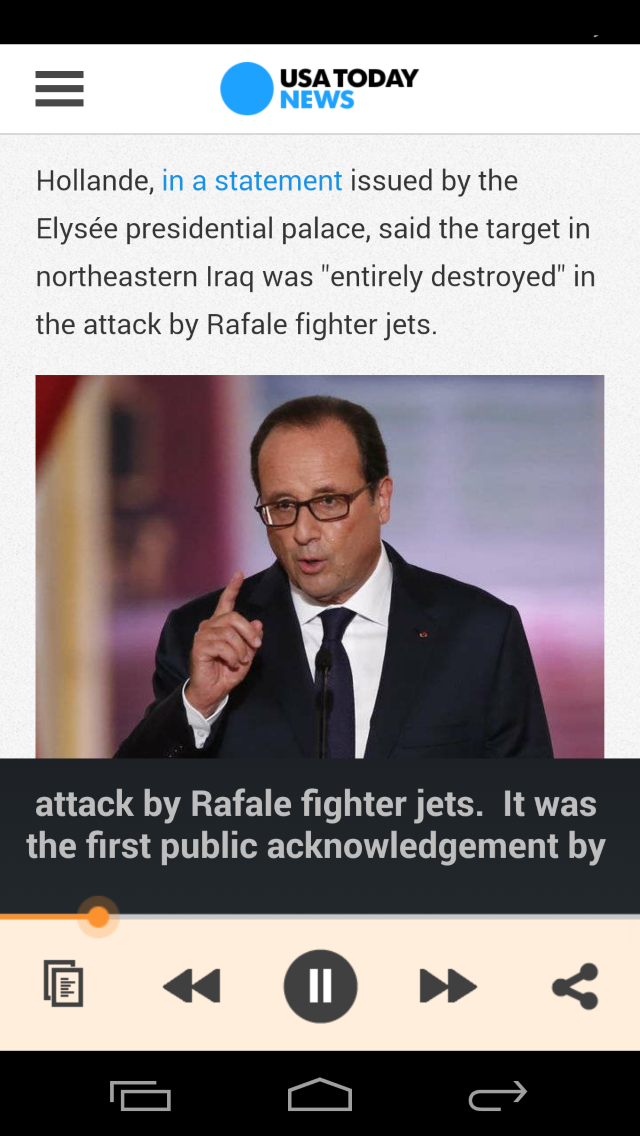 USA TODAY
NEWS
Hollande, in a statement issued by the
Elysée presidential palace, said the target in
northeastern Iraq was "entirely destroyed" in
the attack by Rafale fighter jets.
attack by Rafale fighter jets.  It was
the first public acknowledgement by